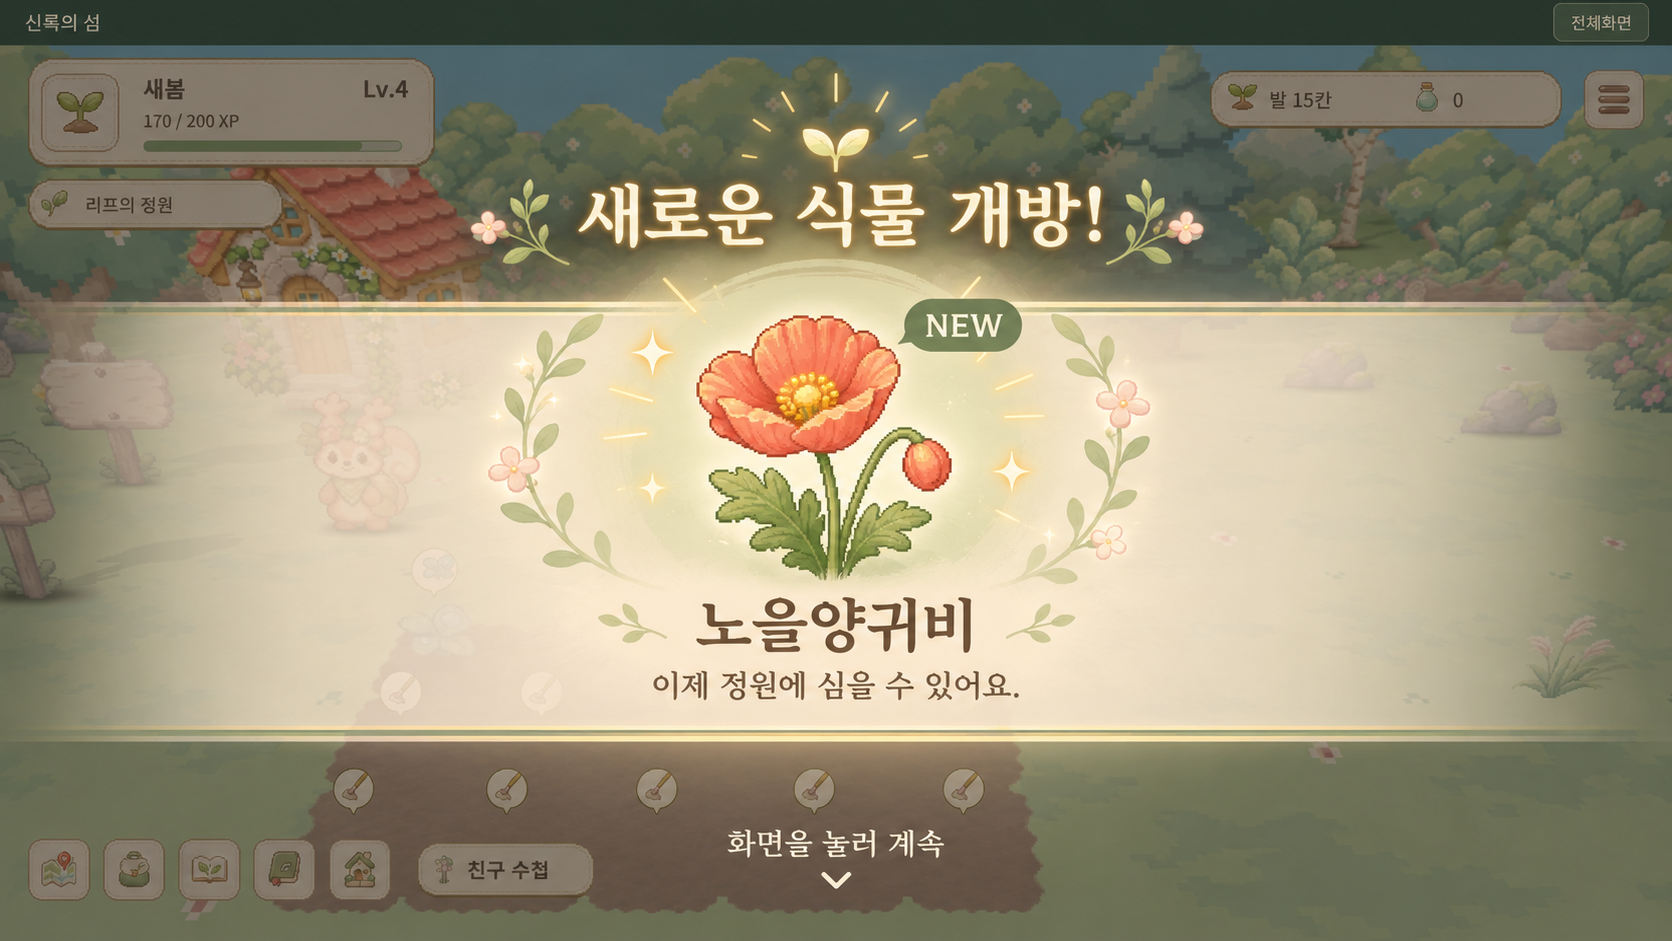 신록의 섬
전체화면
새봄 Lv.4
170 / 200 XP
발 15칸 0
리프의 정원
새로운 식물 개방!
NEW
노을양귀비
이제 정원에 심을 수 있어요.
화면을 눌러 계속
친구 수첩